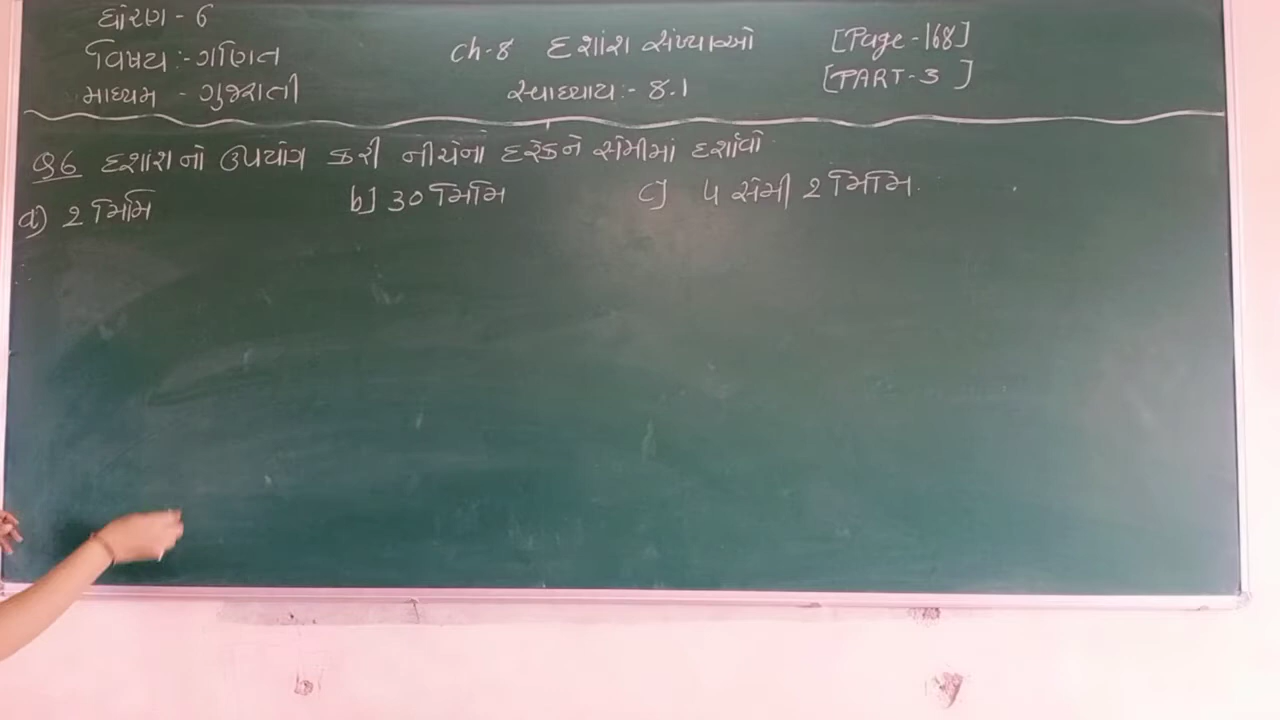 ધોરણ - 6
વિષય :- ગણિત
માધ્યમ - ગુજરાતી
ch-8 દશાંશ સંખ્યાઓ
સ્વાધ્યાય :- 8.1
[Page-168]
[PART-3]
Q6 દશાંશનો ઉપયોગ કરી નીચેના દરેકને સેમીમાં દર્શાવો
a) 2 મિમિ b] 30 મિમિ c] 5 સેમી 2 મિમિ.